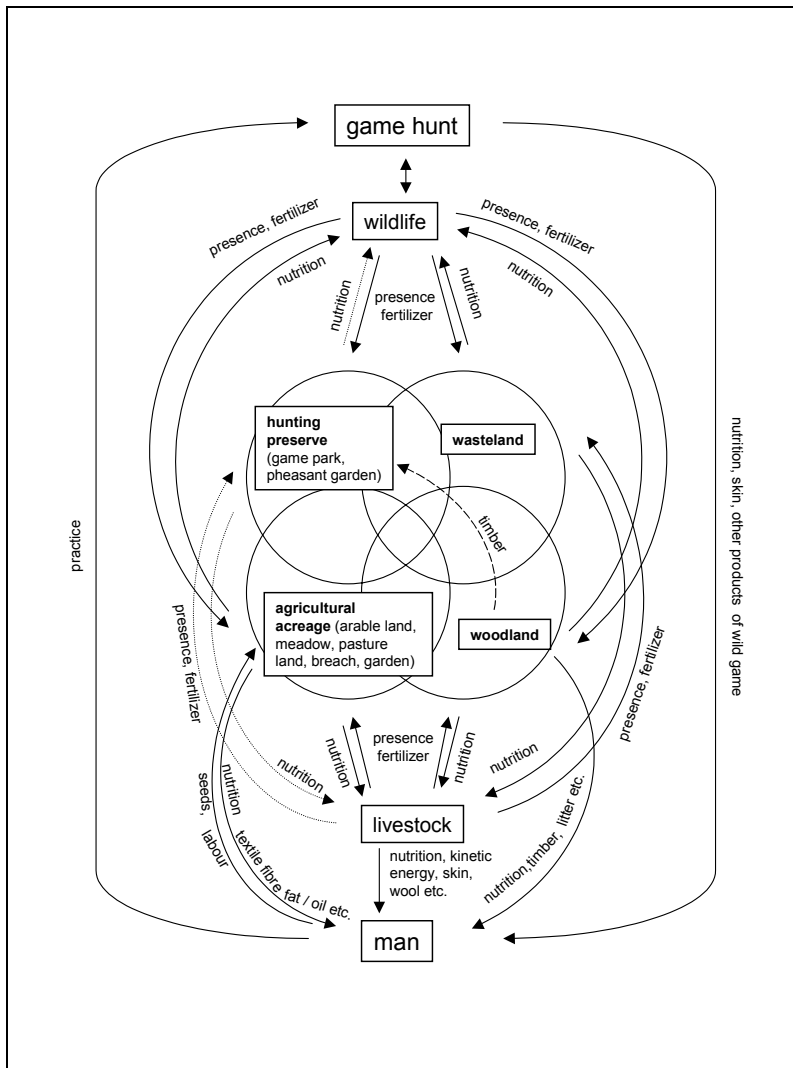 game hunt
presence, fertilizer
wildlife
presence, fertilizer
nutrition
nutrition
nutrition
presence
fertilizer
nutrition
hunting
preserve
(game park,
pheasant garden)
wasteland
timber
practice
nutrition, skin, other products of wild game
agricultural
acreage (arable land,
meadow, pasture
land, breach, garden)
woodland
presence, fertilizer
presence, fertilizer
nutrition
nutrition
presence
fertilizer
nutrition
nutrition
seeds,
labour
nutrition
textile fibre
fat / oil etc.
livestock
nutrition, kinetic
energy, skin,
wool etc.
nutrition,timber, litter etc.
man